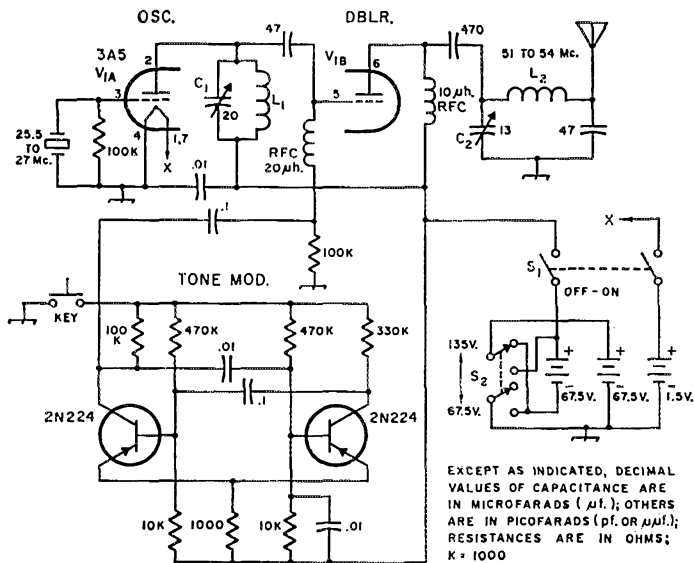 OSC.
DBLR.
3A5
V1A
2
3
4
1,7
X
25.5
TO
27 Mc.
100K
C1
20
L1
47
.01
RFC
20µh.
V1B
5
6
470
10µh.
RFC
51 TO 54 Mc.
L2
C2
13
47
.1
100K
TONE MOD.
KEY
100
K
470K
470K
330K
.01
.1
2N224
2N224
10K
1000
10K
.01
X
S1
OFF-ON
135V.
S2
67.5V.
+
−
67.5V.
+
−
67.5V.
+
−
1.5V.
EXCEPT AS INDICATED, DECIMAL
VALUES OF CAPACITANCE ARE
IN MICROFARADS (µf.); OTHERS
ARE IN PICOFARADS (pf. OR µµf.);
RESISTANCES ARE IN OHMS;
K = 1000